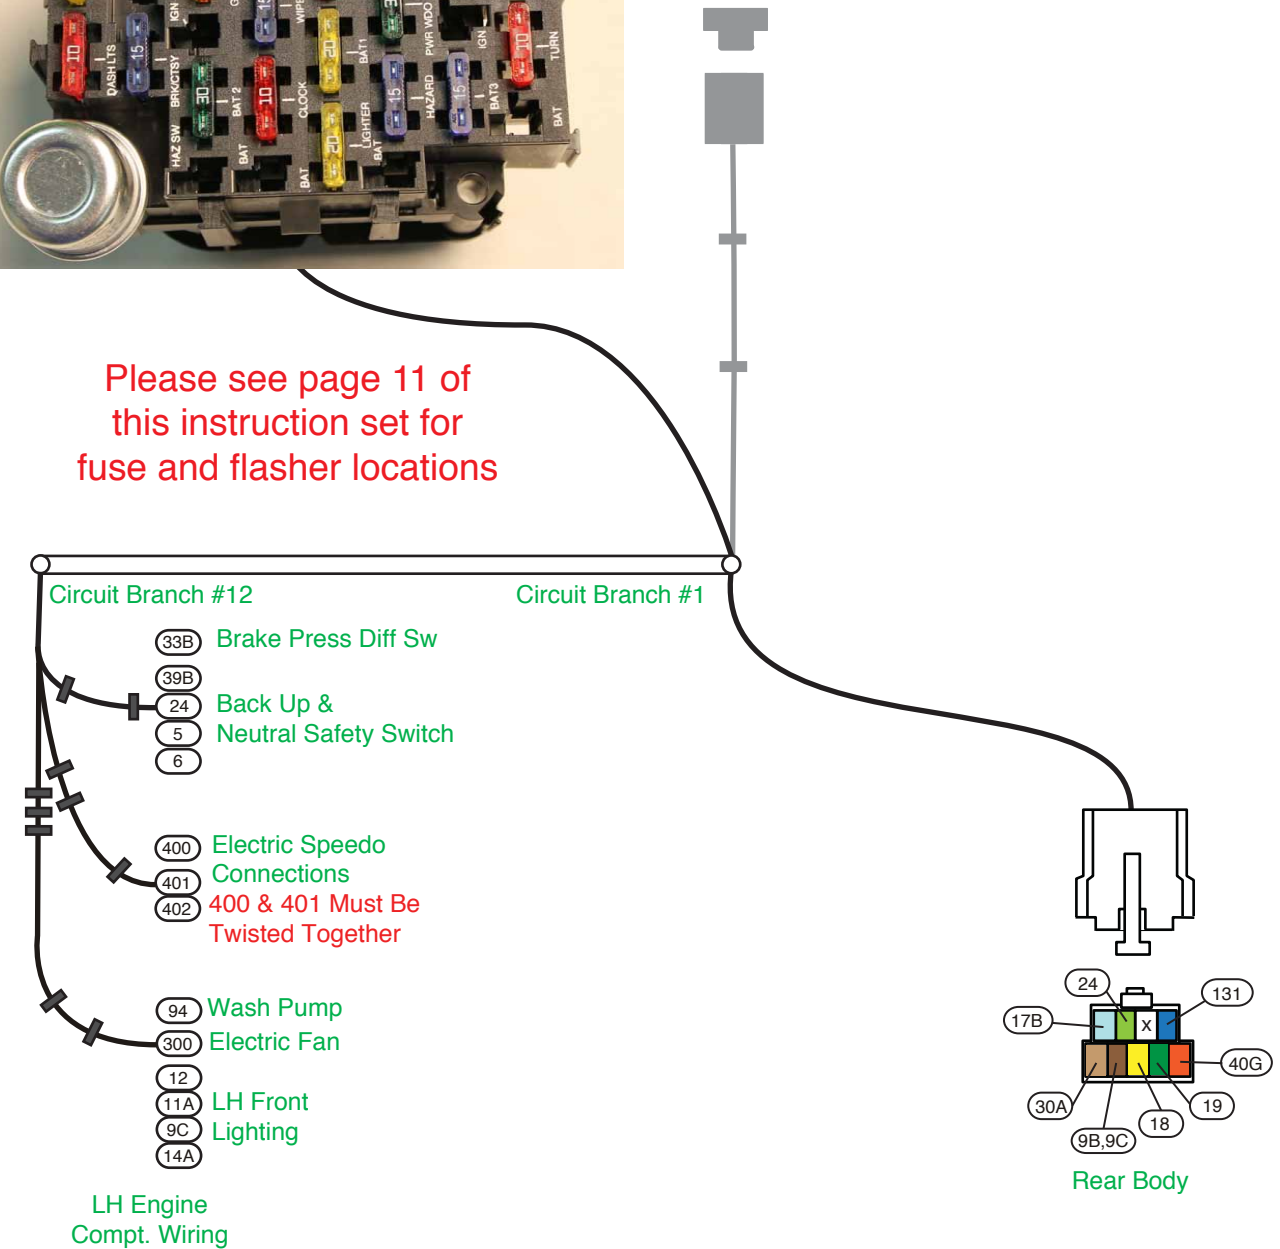 IGN
WIPE
10
DASH LTS
15
BRK/CTSY
15
20
BAT1
PWR WDO
IGN
10
TURN
HAZ SW
30
BAT 2
10
CLOCK
20
LIGHTER
15
HAZARD
15
BAT3
BAT
BAT
BAT
BAT
Please see page 11 of
this instruction set for
fuse and flasher locations
Circuit Branch #12
Circuit Branch #1
33B Brake Press Diff Sw
39B
24 Back Up &
5 Neutral Safety Switch
6
400 Electric Speedo
401 Connections
402 400 & 401 Must Be
Twisted Together
94 Wash Pump
300 Electric Fan
12
11A LH Front
9C Lighting
14A
LH Engine
Compt. Wiring
24
131
17B
X
40G
30A
19
18
9B,9C
Rear Body